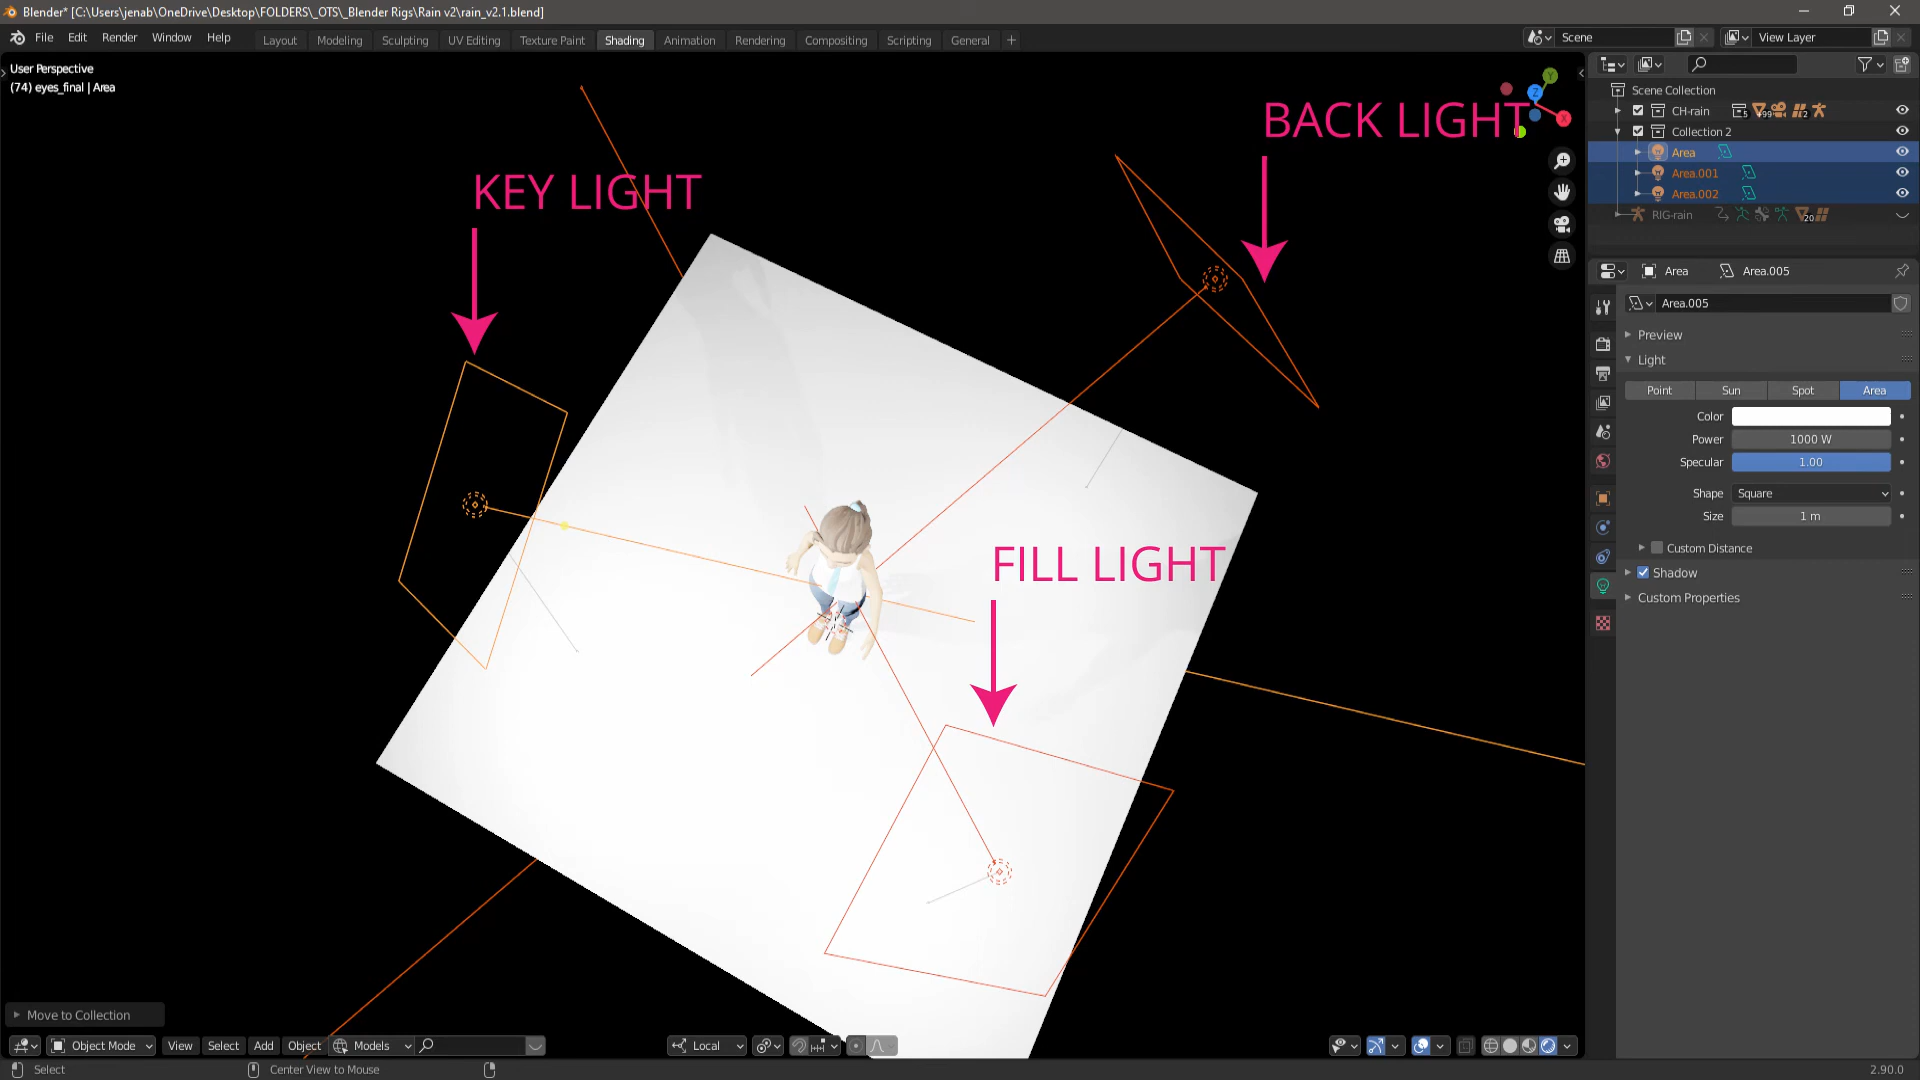 Blender* [C:\Users\jenab\OneDrive\Desktop\FOLDERS\_OTS\_Blender Rigs\Rain v2\rain_v2.1.blend]
File Edit Render Window Help Layout Modeling Sculpting UV Editing Texture Paint Shading Animation Rendering Compositing Scripting General + Scene View Layer
User Perspective
(74) eyes_final | Area
BACK LIGHT
KEY LIGHT
FILL LIGHT
X
Y
Z
Scene Collection
CH-rain 5 +99 2
Collection 2
Area
Area.001
Area.002
RIG-rain 20
Area Area.005
Area.005
Preview
Light
Point Sun Spot Area
Color
Power 1000 W
Specular 1.00
Shape Square
Size 1 m
Custom Distance
Shadow
Custom Properties
Move to Collection
Object Mode View Select Add Object Models Local
Select Center View to Mouse 2.90.0